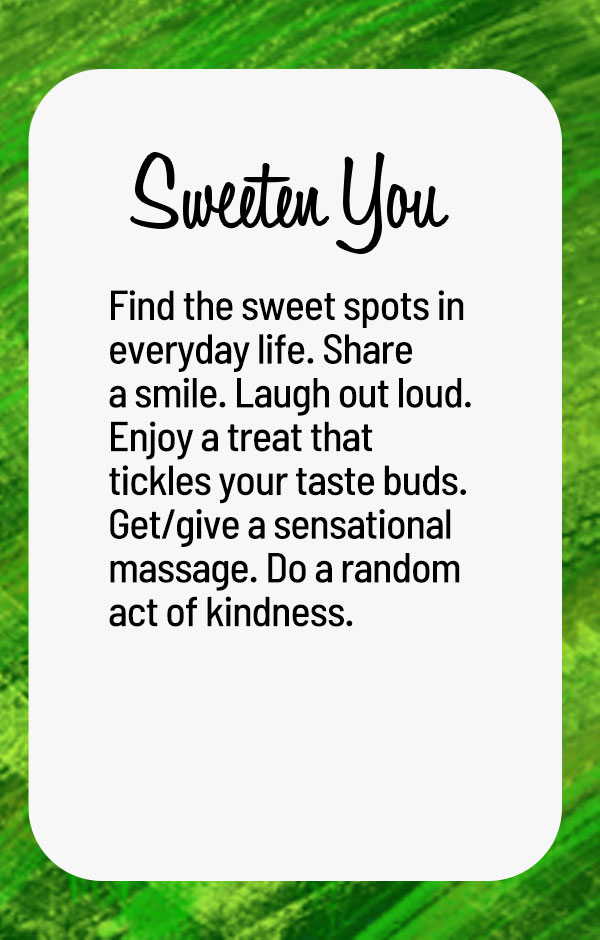 Sweeten You
Find the sweet spots in
everyday life. Share
a smile. Laugh out loud.
Enjoy a treat that
tickles your taste buds.
Get/give a sensational
massage. Do a random
act of kindness.